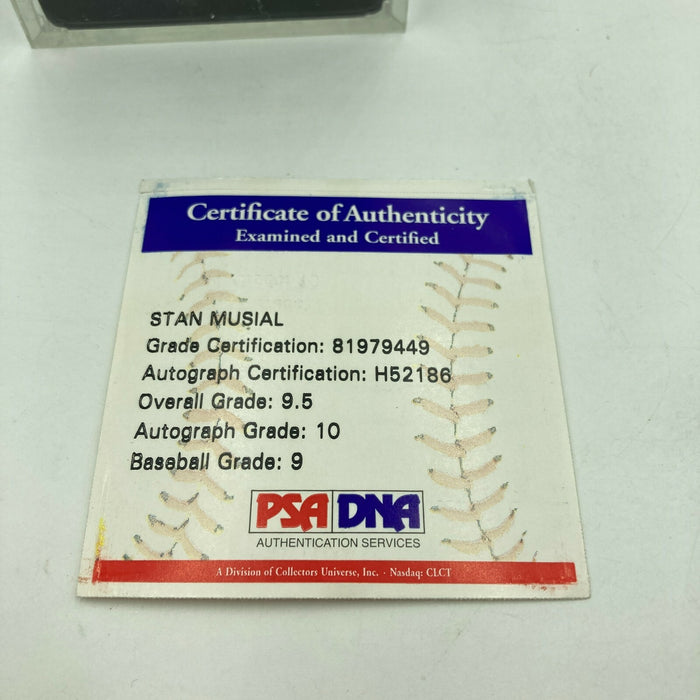 Certificate of Authenticity
Examined and Certified
STAN MUSIAL
Grade Certification: 81979449
Autograph Certification: H52186
Overall Grade: 9.5
Autograph Grade: 10
Baseball Grade: 9
PSA DNA
AUTHENTICATION SERVICES
A Division of Collectors Universe, Inc. · Nasdaq: CLCT